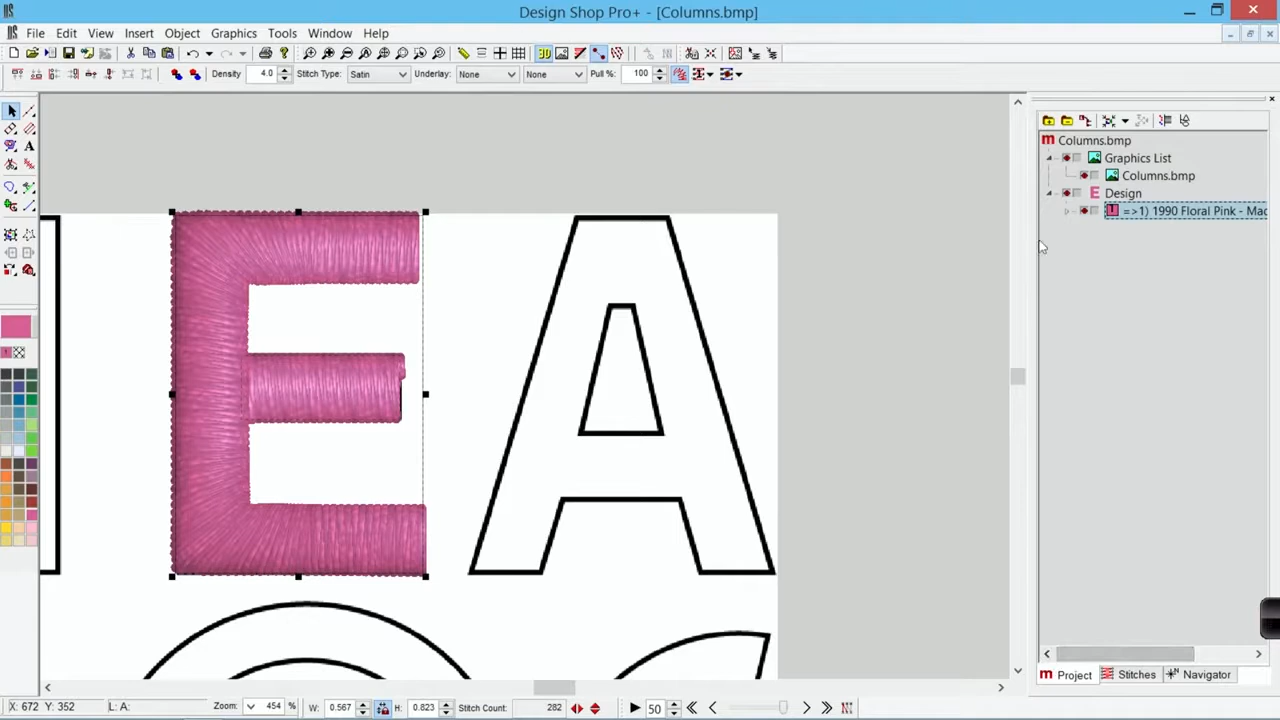 Design Shop Pro+ - [Columns.bmp]
File Edit View Insert Object Graphics Tools Window Help
3D
Density 4.0 Stitch Type: Satin Underlay: None None Pull %: 100
A
Columns.bmp
Graphics List
Columns.bmp
E Design
=>1) 1990 Floral Pink - Mad
E A
Project Stitches Navigator
X: 672 Y: 352 L: A: Zoom: 454 % W: 0.567 H: 0.823 Stitch Count: 282 50